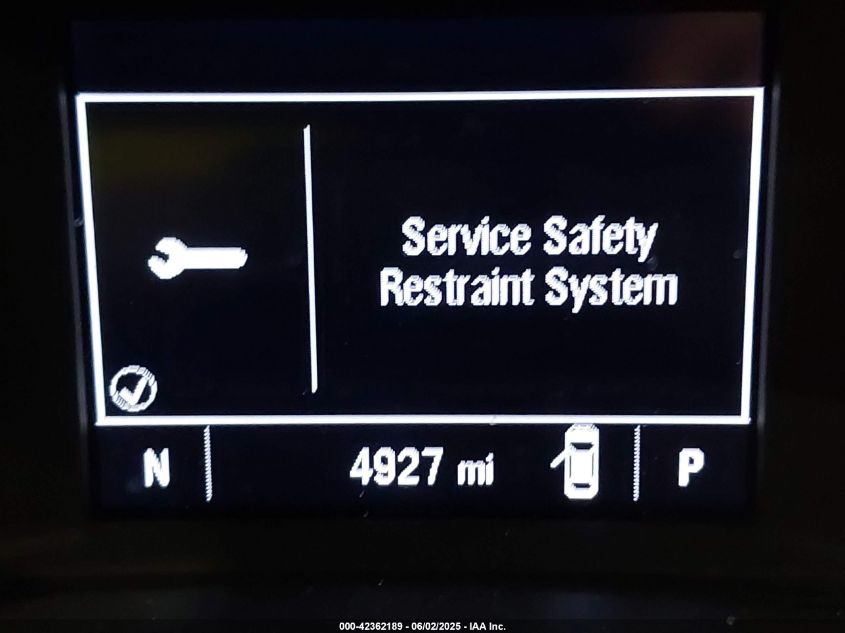 Service Safety
Restraint System
N 4927 mi P
000-42362189 - 06/02/2025 - IAA Inc.